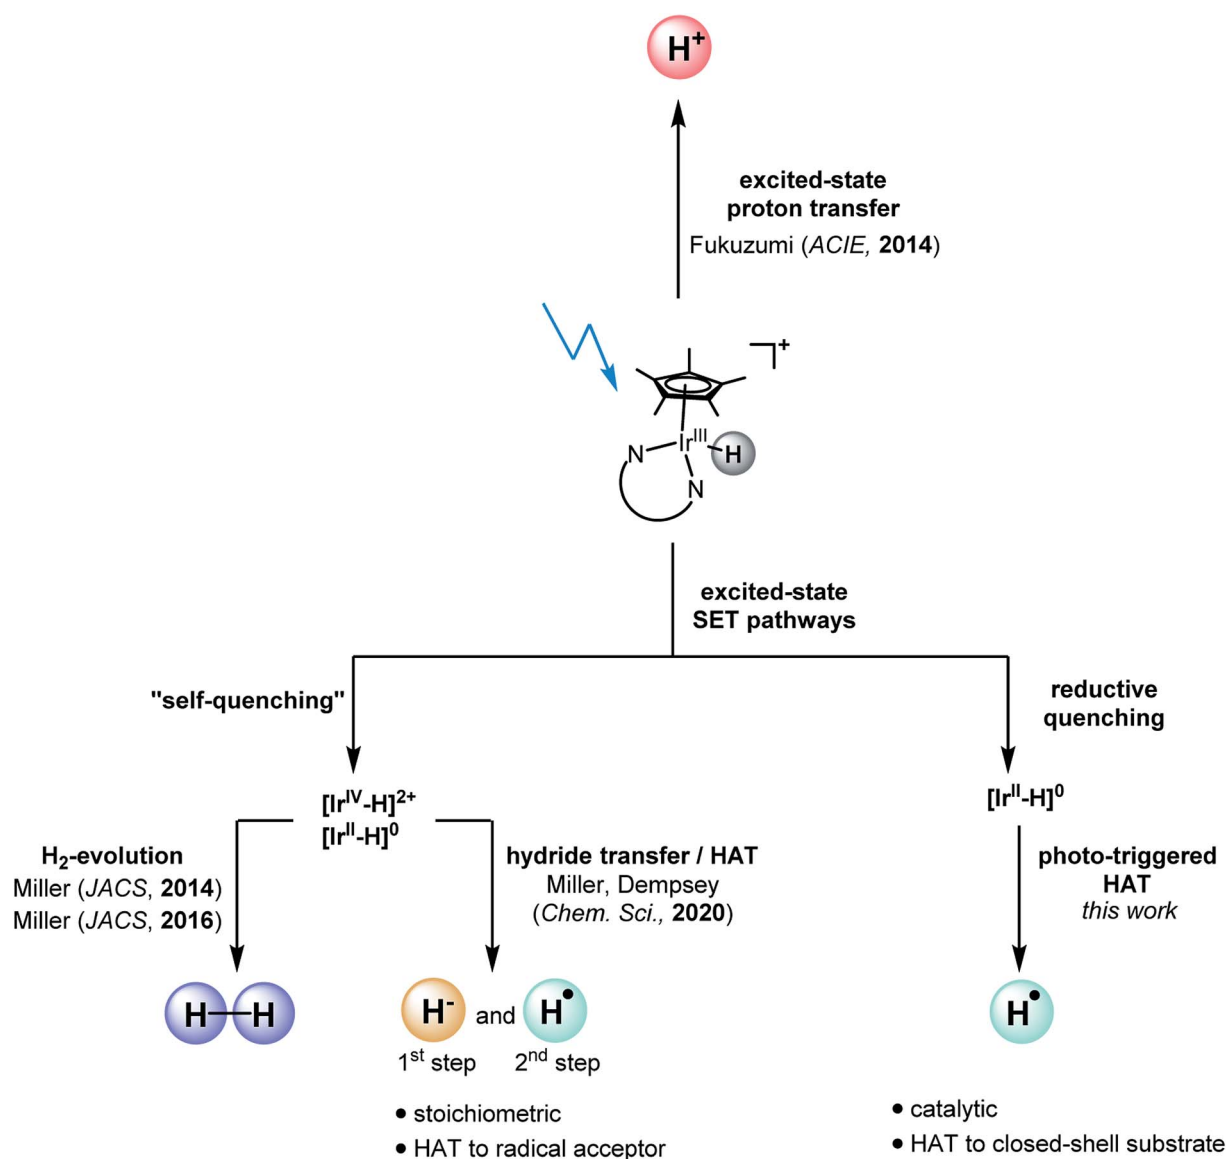 H⁺
excited-state
proton transfer
Fukuzumi (ACIE, 2014)
+
Irᴵᴵᴵ
H
N
N
excited-state
SET pathways
"self-quenching"
reductive
quenching
[Irᴵⱽ-H]²⁺
[Irᴵᴵ-H]⁰
[Irᴵᴵ-H]⁰
H₂-evolution
Miller (JACS, 2014)
Miller (JACS, 2016)
hydride transfer / HAT
Miller, Dempsey
(Chem. Sci., 2020)
photo-triggered
HAT
this work
H—H
H⁻ and H•
1ˢᵗ step 2ⁿᵈ step
H•
• stoichiometric
• HAT to radical acceptor
• catalytic
• HAT to closed-shell substrate